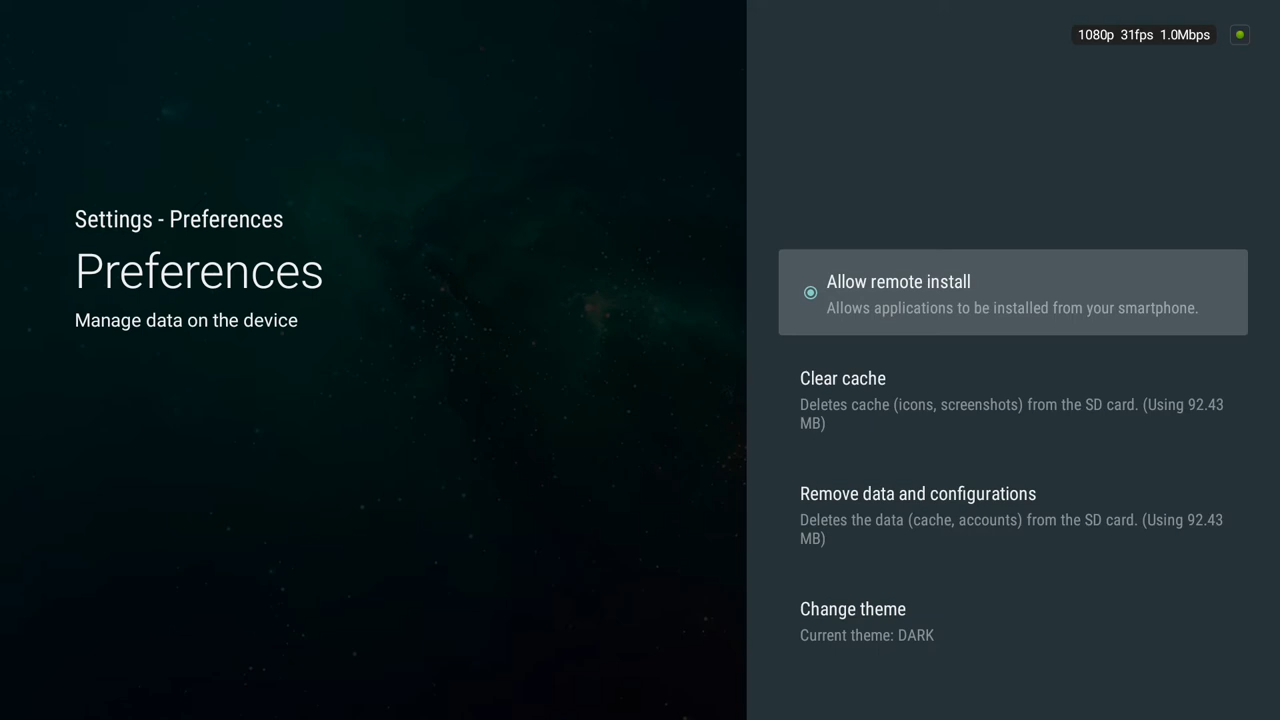 1080p 31fps 1.0Mbps
Settings - Preferences
Preferences
Manage data on the device
Allow remote install
Allows applications to be installed from your smartphone.
Clear cache
Deletes cache (icons, screenshots) from the SD card. (Using 92.43
MB)
Remove data and configurations
Deletes the data (cache, accounts) from the SD card. (Using 92.43
MB)
Change theme
Current theme: DARK